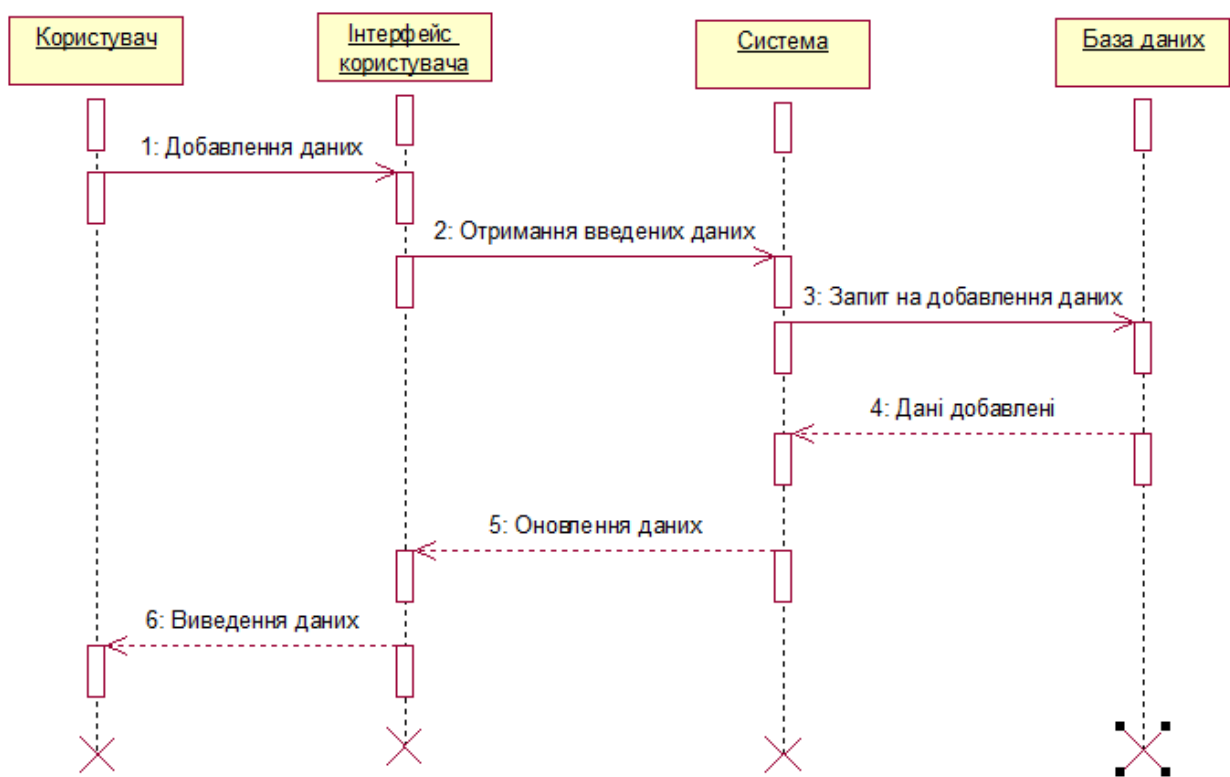 Користувач
Інтерфейс
користувача
Система
База даних
1: Добавлення даних
2: Отримання введених даних
3: Запит на добавлення даних
4: Дані добавлені
5: Оновлення даних
6: Виведення даних